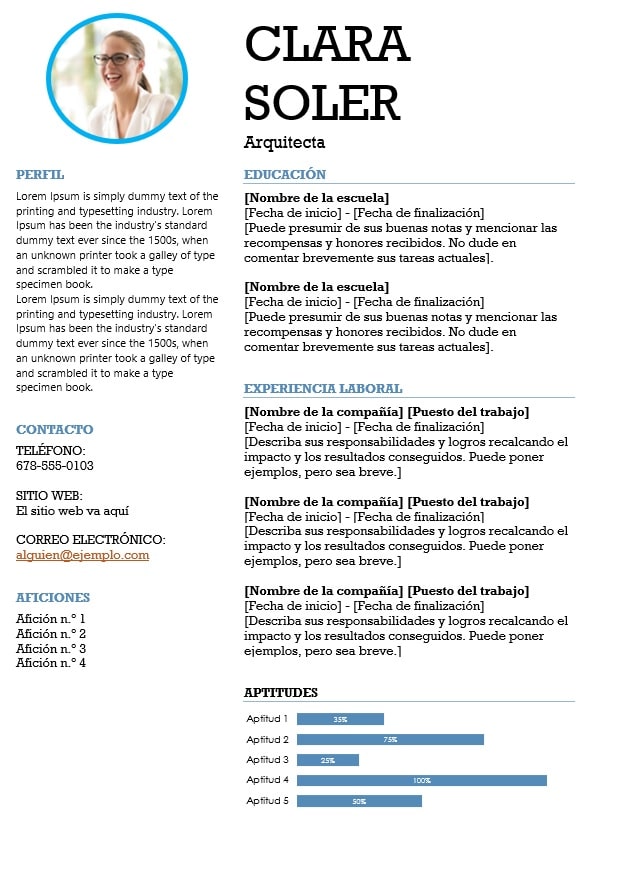 CLARA
SOLER
Arquitecta
PERFIL
Lorem Ipsum is simply dummy text of the
printing and typesetting industry. Lorem
Ipsum has been the industry's standard
dummy text ever since the 1500s, when
an unknown printer took a galley of type
and scrambled it to make a type
specimen book.
Lorem Ipsum is simply dummy text of the
printing and typesetting industry. Lorem
Ipsum has been the industry's standard
dummy text ever since the 1500s, when
an unknown printer took a galley of type
and scrambled it to make a type
specimen book.
CONTACTO
TELÉFONO:
678-555-0103
SITIO WEB:
El sitio web va aquí
CORREO ELECTRÓNICO:
alguien@ejemplo.com
AFICIONES
Afición n.º 1
Afición n.º 2
Afición n.º 3
Afición n.º 4
EDUCACIÓN
[Nombre de la escuela]
[Fecha de inicio] - [Fecha de finalización]
[Puede presumir de sus buenas notas y mencionar las
recompensas y honores recibidos. No dude en
comentar brevemente sus tareas actuales].
[Nombre de la escuela]
[Fecha de inicio] - [Fecha de finalización]
[Puede presumir de sus buenas notas y mencionar las
recompensas y honores recibidos. No dude en
comentar brevemente sus tareas actuales].
EXPERIENCIA LABORAL
[Nombre de la compañía] [Puesto del trabajo]
[Fecha de inicio] - [Fecha de finalización]
[Describa sus responsabilidades y logros recalcando el
impacto y los resultados conseguidos. Puede poner
ejemplos, pero sea breve.]
[Nombre de la compañía] [Puesto del trabajo]
[Fecha de inicio] - [Fecha de finalización]
[Describa sus responsabilidades y logros recalcando el
impacto y los resultados conseguidos. Puede poner
ejemplos, pero sea breve.]
[Nombre de la compañía] [Puesto del trabajo]
[Fecha de inicio] - [Fecha de finalización]
[Describa sus responsabilidades y logros recalcando el
impacto y los resultados conseguidos. Puede poner
ejemplos, pero sea breve.]
APTITUDES
Aptitud 1 35%
Aptitud 2 75%
Aptitud 3 25%
Aptitud 4 100%
Aptitud 5 50%